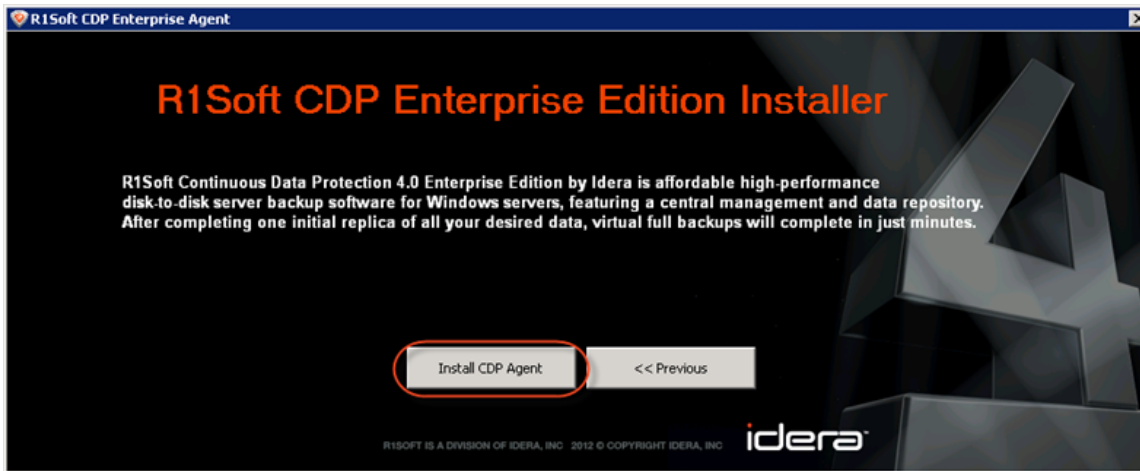 R1Soft CDP Enterprise Agent
R1Soft CDP Enterprise Edition Installer
R1Soft Continuous Data Protection 4.0 Enterprise Edition by Idera is affordable high-performance
disk-to-disk server backup software for Windows servers, featuring a central management and data repository.
After completing one initial replica of all your desired data, virtual full backups will complete in just minutes.
Install CDP Agent
<< Previous
R1SOFT IS A DIVISION OF IDERA, INC 2012 © COPYRIGHT IDERA, INC
idera™
4